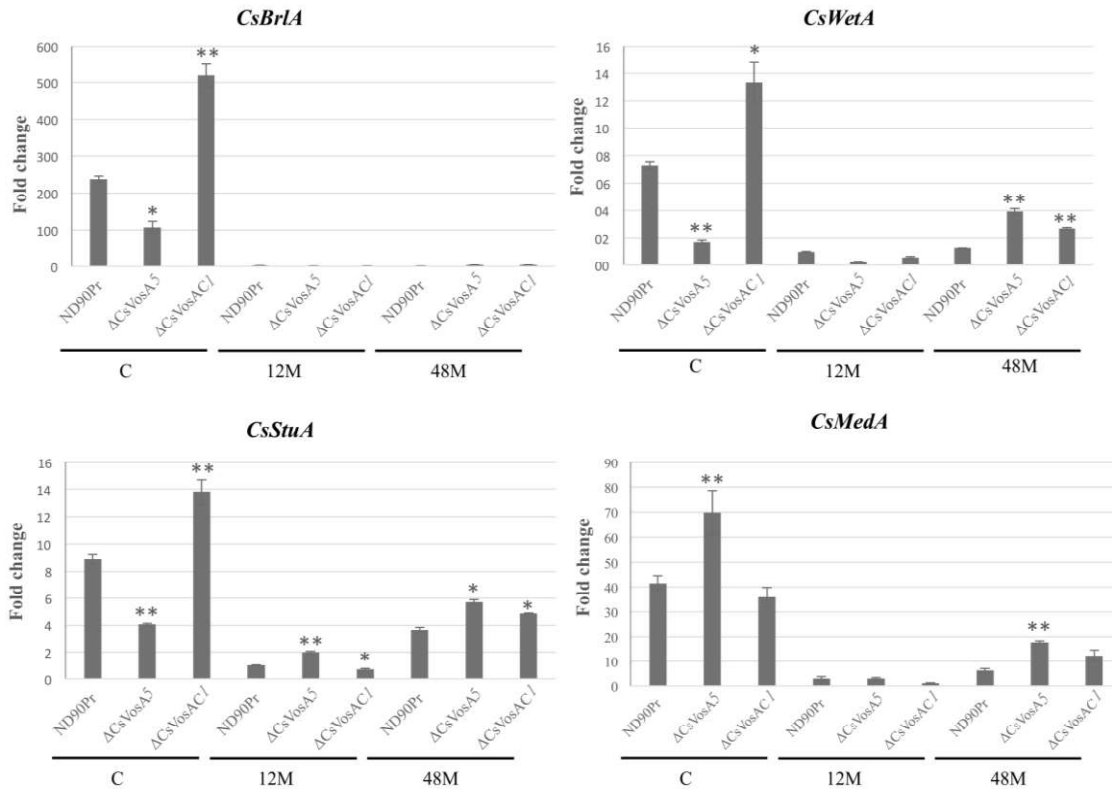 CsBrlA
Fold change
600
500
400
300
200
100
0
**
*
ND90Pr
ΔCsVosA5
ΔCsVosAC1
ND90Pr
ΔCsVosA5
ΔCsVosAC1
ND90Pr
ΔCsVosA5
ΔCsVosAC1
C
12M
48M
CsWetA
Fold change
16
14
12
10
08
06
04
02
00
*
**
**
**
ND90Pr
ΔCsVosA5
ΔCsVosAC1
ND90Pr
ΔCsVosA5
ΔCsVosAC1
ND90Pr
ΔCsVosA5
ΔCsVosAC1
C
12M
48M
CsStuA
Fold change
16
14
12
10
8
6
4
2
0
**
**
**
*
*
*
ND90Pr
ΔCsVosA5
ΔCsVosAC1
ND90Pr
ΔCsVosA5
ΔCsVosAC1
ND90Pr
ΔCsVosA5
ΔCsVosAC1
C
12M
48M
CsMedA
Fold change
90
80
70
60
50
40
30
20
10
0
**
**
ND90Pr
ΔCsVosA5
ΔCsVosAC1
ND90Pr
ΔCsVosA5
ΔCsVosAC1
ND90Pr
ΔCsVosA5
ΔCsVosAC1
C
12M
48M